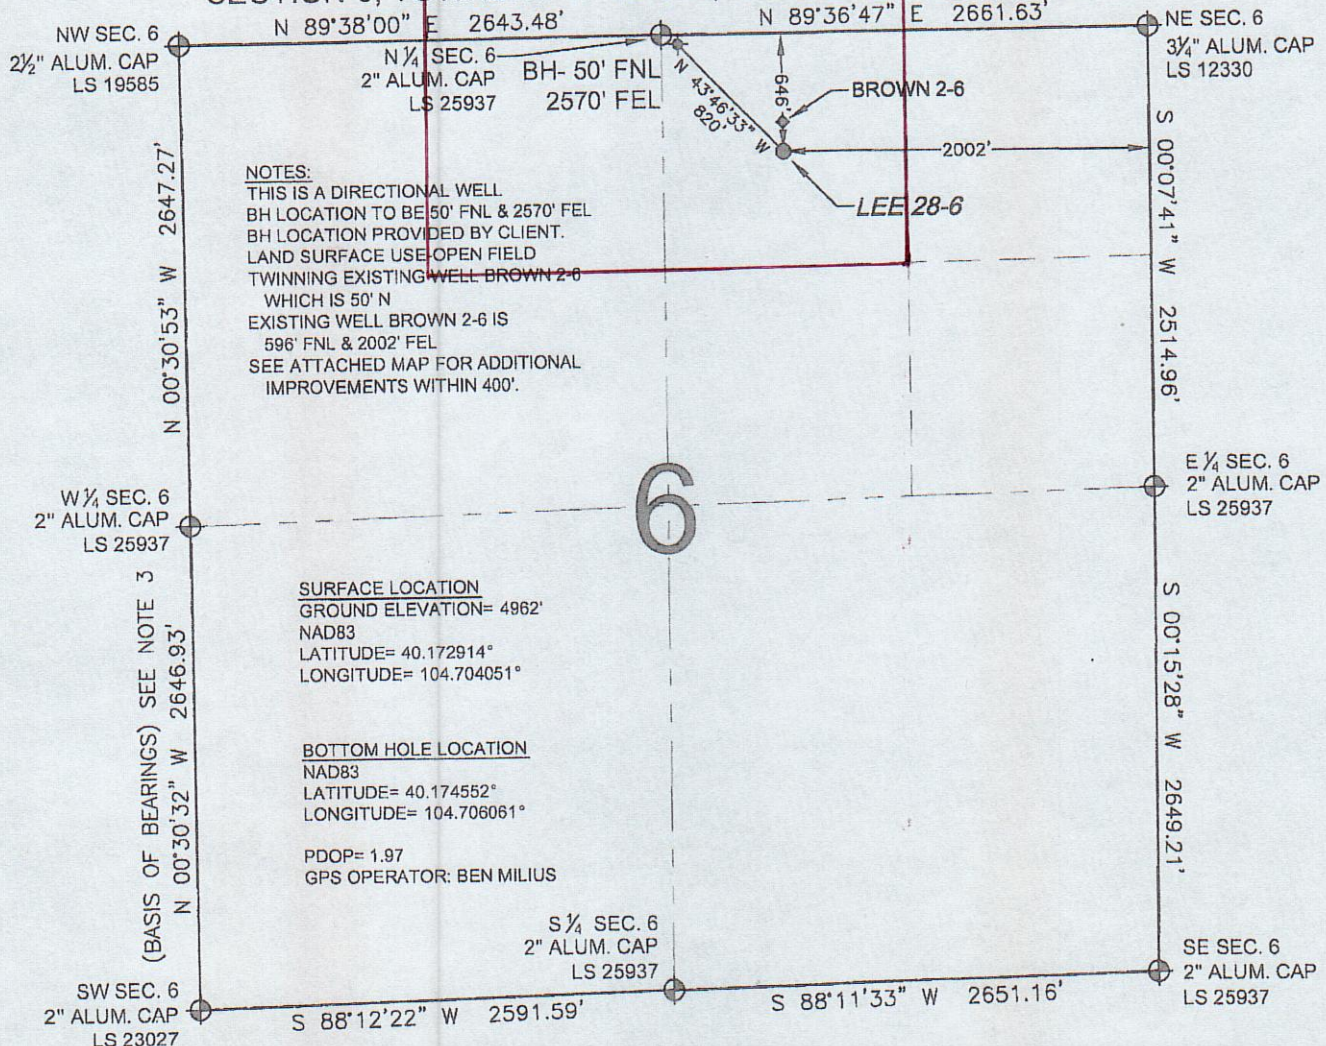 N 89°38'00" E 2643.48'
N 89°36'47" E 2661.63'
NW SEC. 6
2½" ALUM. CAP
LS 19585
N ¼ SEC. 6
2" ALUM. CAP
LS 25937
BH- 50' FNL
2570' FEL
NE SEC. 6
3¼" ALUM. CAP
LS 12330
N 43°46'33" W
820'
646'
BROWN 2-6
2002'
LEE 28-6
N 00°30'53" W 2647.27'
S 00°07'41" W 2514.96'
NOTES:
THIS IS A DIRECTIONAL WELL
BH LOCATION TO BE 50' FNL & 2570' FEL
BH LOCATION PROVIDED BY CLIENT.
LAND SURFACE USE-OPEN FIELD
TWINNING EXISTING WELL BROWN 2-6
WHICH IS 50' N
EXISTING WELL BROWN 2-6 IS
596' FNL & 2002' FEL
SEE ATTACHED MAP FOR ADDITIONAL
IMPROVEMENTS WITHIN 400'.
W ¼ SEC. 6
2" ALUM. CAP
LS 25937
6
E ¼ SEC. 6
2" ALUM. CAP
LS 25937
(BASIS OF BEARINGS) SEE NOTE 3
N 00°30'32" W 2646.93'
SURFACE LOCATION
GROUND ELEVATION= 4962'
NAD83
LATITUDE= 40.172914°
LONGITUDE= 104.704051°
BOTTOM HOLE LOCATION
NAD83
LATITUDE= 40.174552°
LONGITUDE= 104.706061°
PDOP= 1.97
GPS OPERATOR: BEN MILIUS
S 00°15'28" W 2649.21'
S ¼ SEC. 6
2" ALUM. CAP
LS 25937
SW SEC. 6
2" ALUM. CAP
LS 23027
SE SEC. 6
2" ALUM. CAP
LS 25937
S 88°12'22" W 2591.59'
S 88°11'33" W 2651.16'